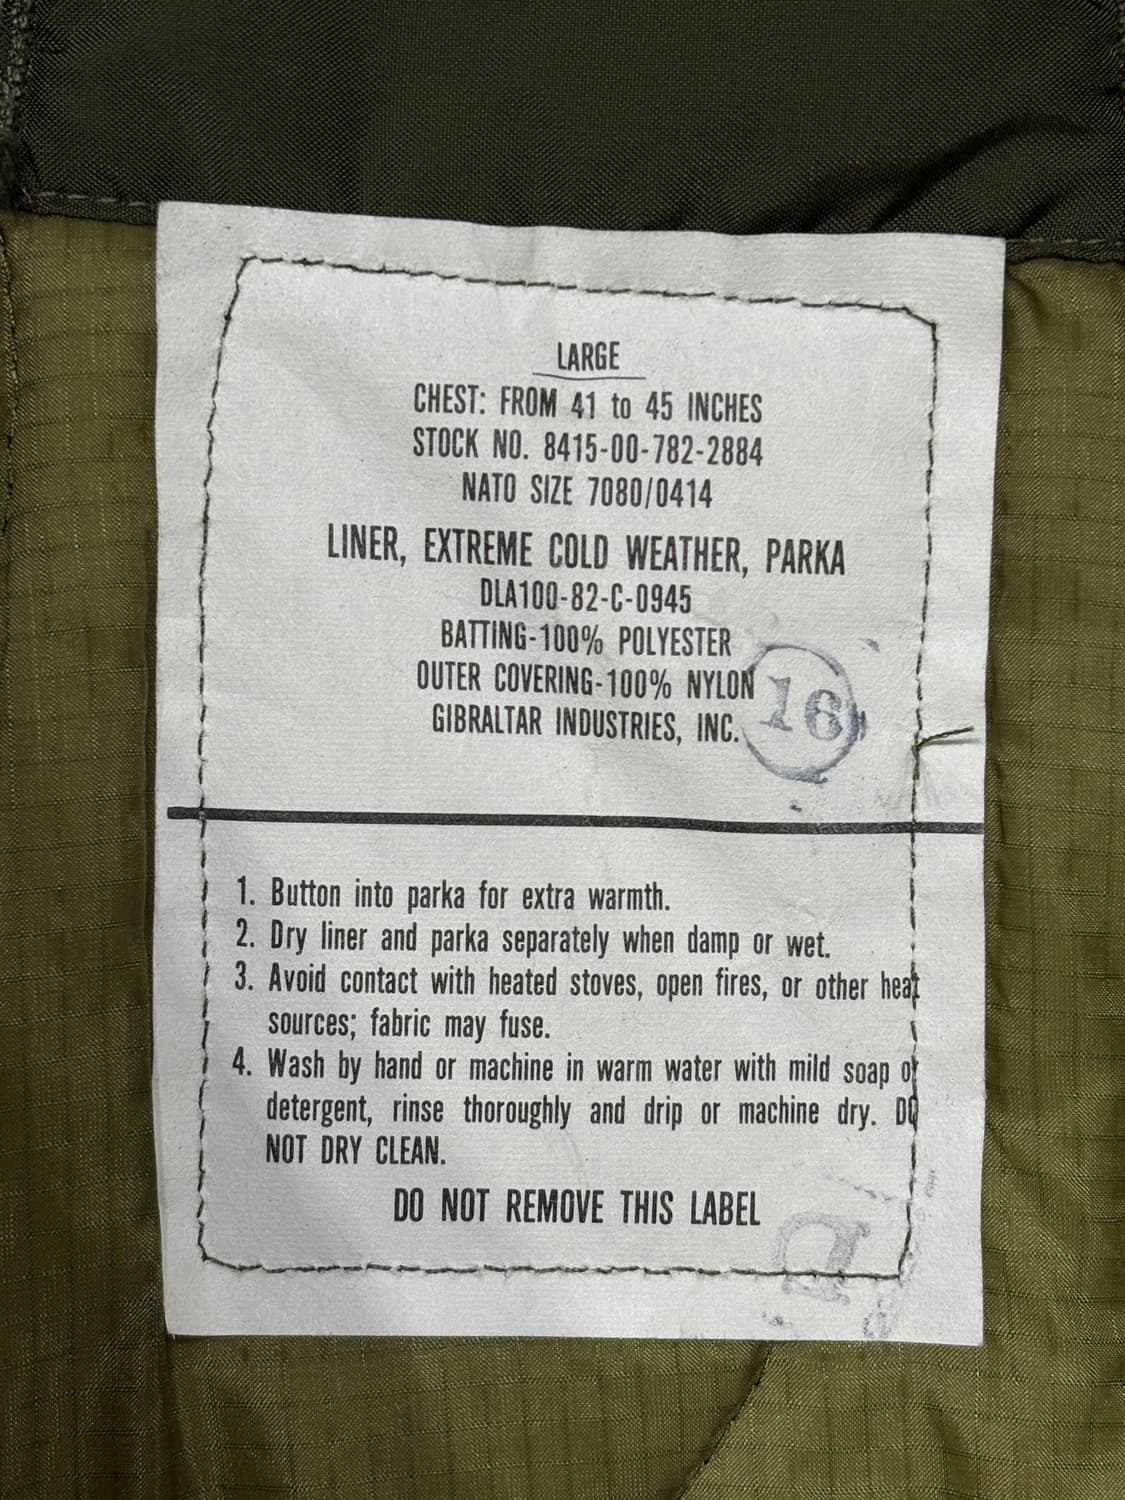 LARGE
CHEST: FROM 41 to 45 INCHES
STOCK NO. 8415-00-782-2884
NATO SIZE 7080/0414
LINER, EXTREME COLD WEATHER, PARKA
DLA100-82-C-0945
BATTING-100% POLYESTER
OUTER COVERING-100% NYLON
GIBRALTAR INDUSTRIES, INC.
16
1. Button into parka for extra warmth.
2. Dry liner and parka separately when damp or wet.
3. Avoid contact with heated stoves, open fires, or other heat
sources; fabric may fuse.
4. Wash by hand or machine in warm water with mild soap or
detergent, rinse thoroughly and drip or machine dry. DO
NOT DRY CLEAN.
DO NOT REMOVE THIS LABEL